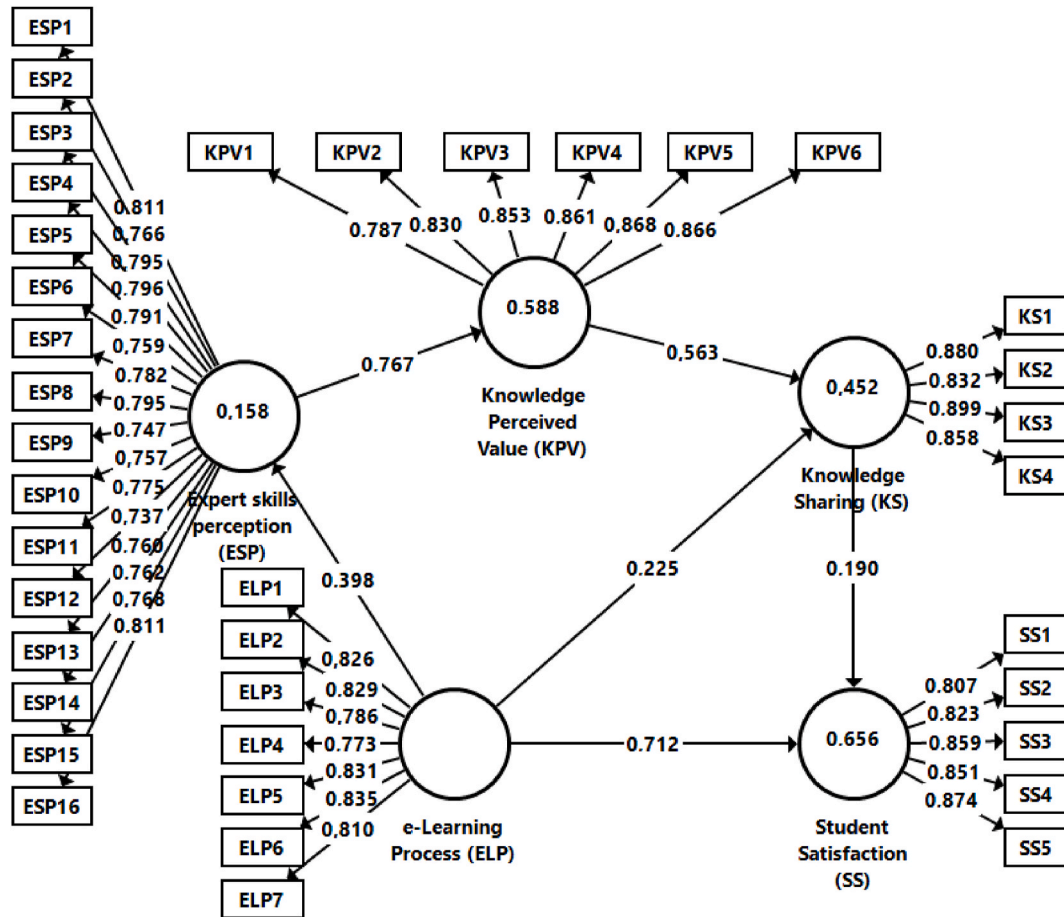 ESP1
ESP2
ESP3
ESP4
ESP5
ESP6
ESP7
ESP8
ESP9
ESP10
ESP11
ESP12
ESP13
ESP14
ESP15
ESP16
0.811
0.766
0.795
0.796
0.791
0,759
0.782
0.795
0.747
0,757
0.775
0,737
0.760
0,762
0,768
0.811
0,158
Expert skills
perception
(ESP)
KPV1
KPV2
KPV3
KPV4
KPV5
KPV6
0.787
0.830
0.853
0.861
0,868
0.866
0.588
Knowledge
Perceived
Value (KPV)
0.767
0,563
0,452
Knowledge
Sharing (KS)
0.880
0.832
0.899
0.858
KS1
KS2
KS3
KS4
0.398
0.225
0.190
ELP1
ELP2
ELP3
ELP4
ELP5
ELP6
ELP7
0,826
0.829
0,786
0.773
0.831
0.835
0,810
e-Learning
Process (ELP)
0.712
0.656
Student
Satisfaction
(SS)
0.807
0.823
0.859
0.851
0.874
SS1
SS2
SS3
SS4
SS5